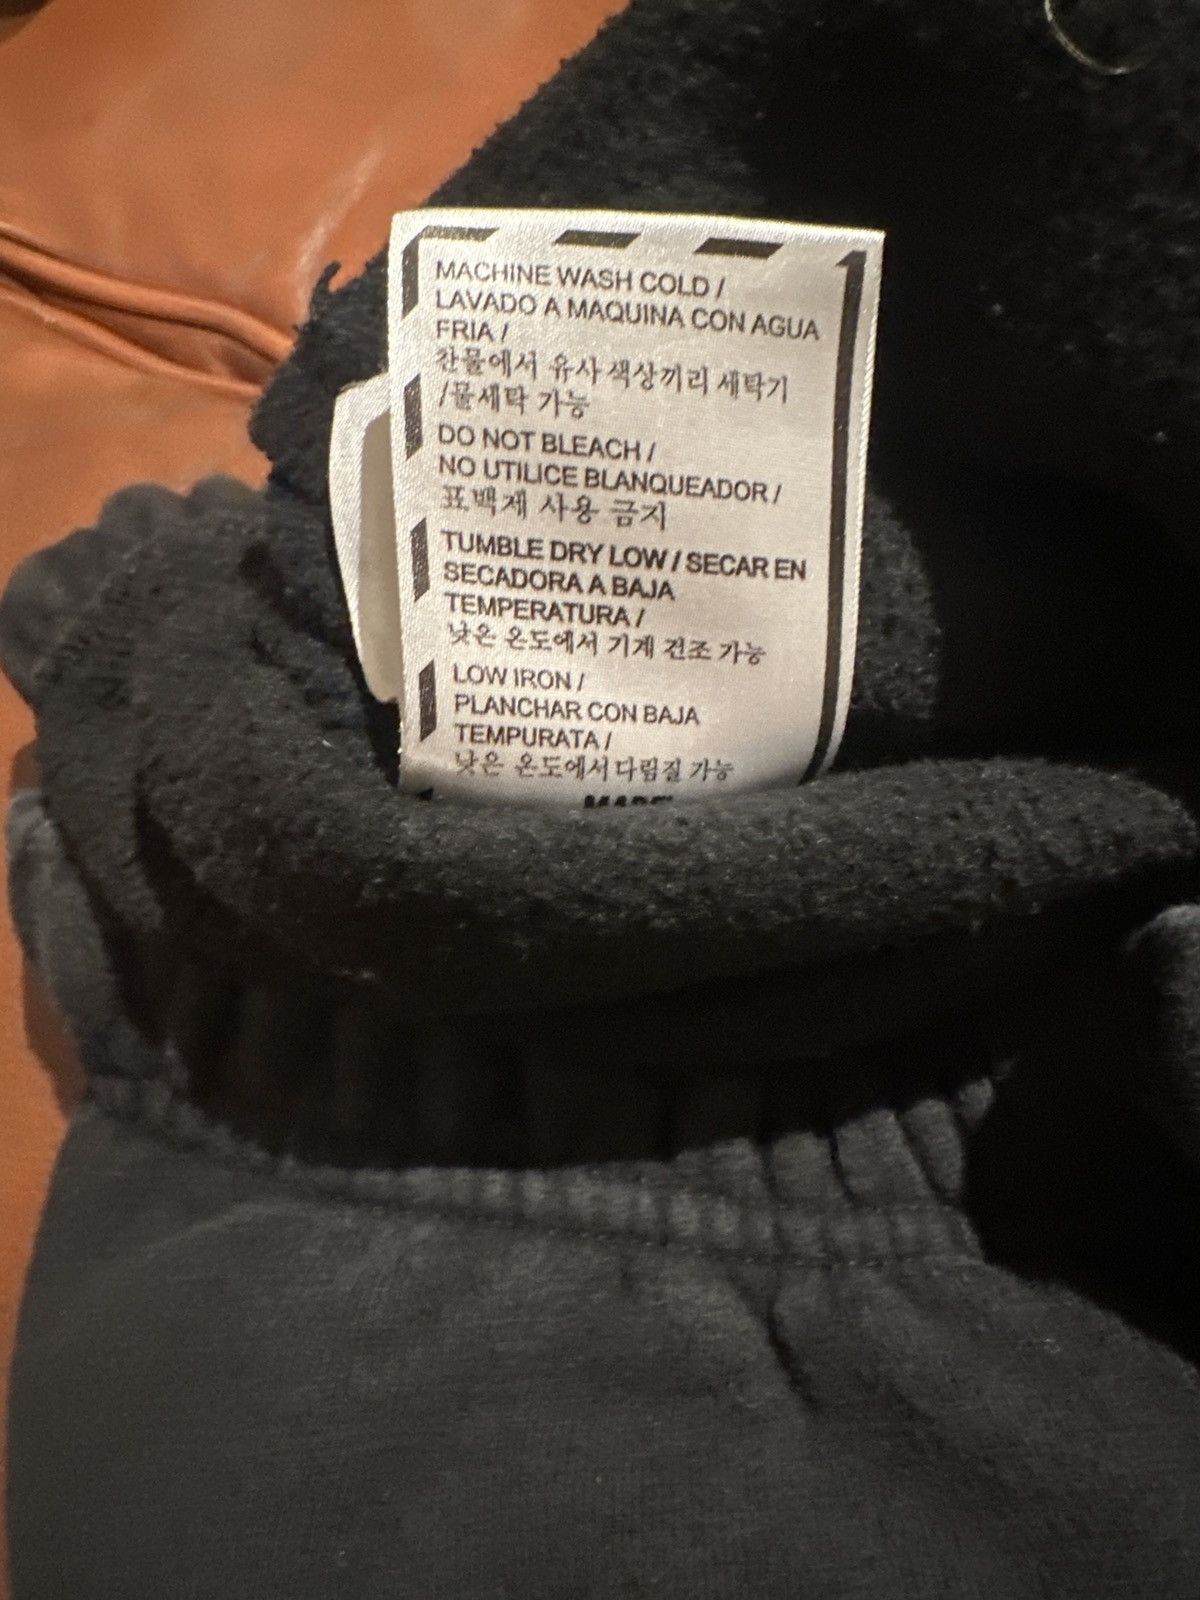 MACHINE WASH COLD /
LAVADO A MAQUINA CON AGUA
FRIA /
찬물에서 유사 색상끼리 세탁기
/물세탁 가능
DO NOT BLEACH /
NO UTILICE BLANQUEADOR /
표백제 사용 금지
TUMBLE DRY LOW / SECAR EN
SECADORA A BAJA
TEMPERATURA /
낮은 온도에서 기계 건조 가능
LOW IRON /
PLANCHAR CON BAJA
TEMPURATA /
낮은 온도에서다림질 가능